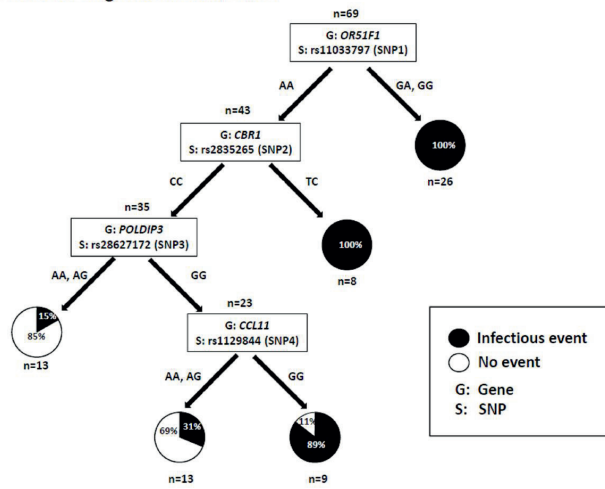 n=69
G: OR51F1
S: rs11033797 (SNP1)
AA
GA, GG
n=43
G: CBR1
S: rs2835265 (SNP2)
100%
n=26
CC
TC
n=35
G: POLDIP3
S: rs28627172 (SNP3)
100%
n=8
AA, AG
GG
n=23
15%
85%
n=13
G: CCL11
S: rs1129844 (SNP4)
AA, AG
GG
69%
31%
11%
89%
n=13
n=9
Infectious event
No event
G: Gene
S: SNP